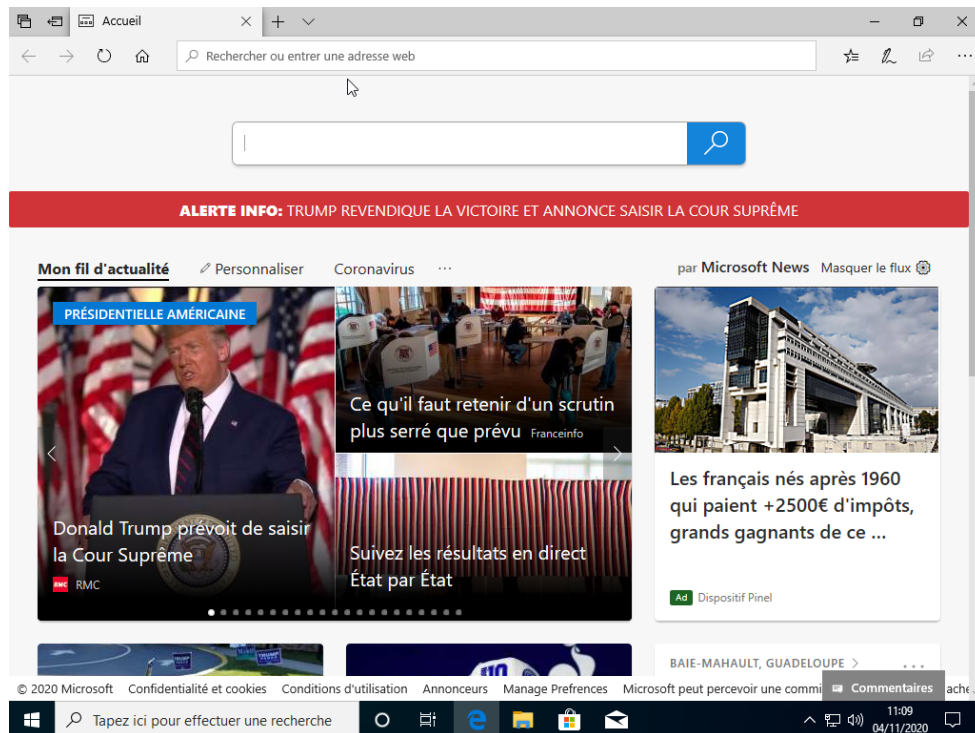 Accueil
Rechercher ou entrer une adresse web
ALERTE INFO: TRUMP REVENDIQUE LA VICTOIRE ET ANNONCE SAISIR LA COUR SUPRÊME
Mon fil d'actualité Personnaliser Coronavirus ...
par Microsoft News Masquer le flux
PRÉSIDENTIELLE AMÉRICAINE
Donald Trump prévoit de saisir
la Cour Suprême
RMC RMC
Ce qu'il faut retenir d'un scrutin
plus serré que prévu Franceinfo
Suivez les résultats en direct
État par État
Les français nés après 1960
qui paient +2500€ d'impôts,
grands gagnants de ce ...
Ad Dispositif Pinel
BAIE-MAHAULT, GUADELOUPE > ...
TRUMP
© 2020 Microsoft Confidentialité et cookies Conditions d'utilisation Annonceurs Manage Prefrences Microsoft peut percevoir une commi Commentaires ache
Tapez ici pour effectuer une recherche
11:09
04/11/2020